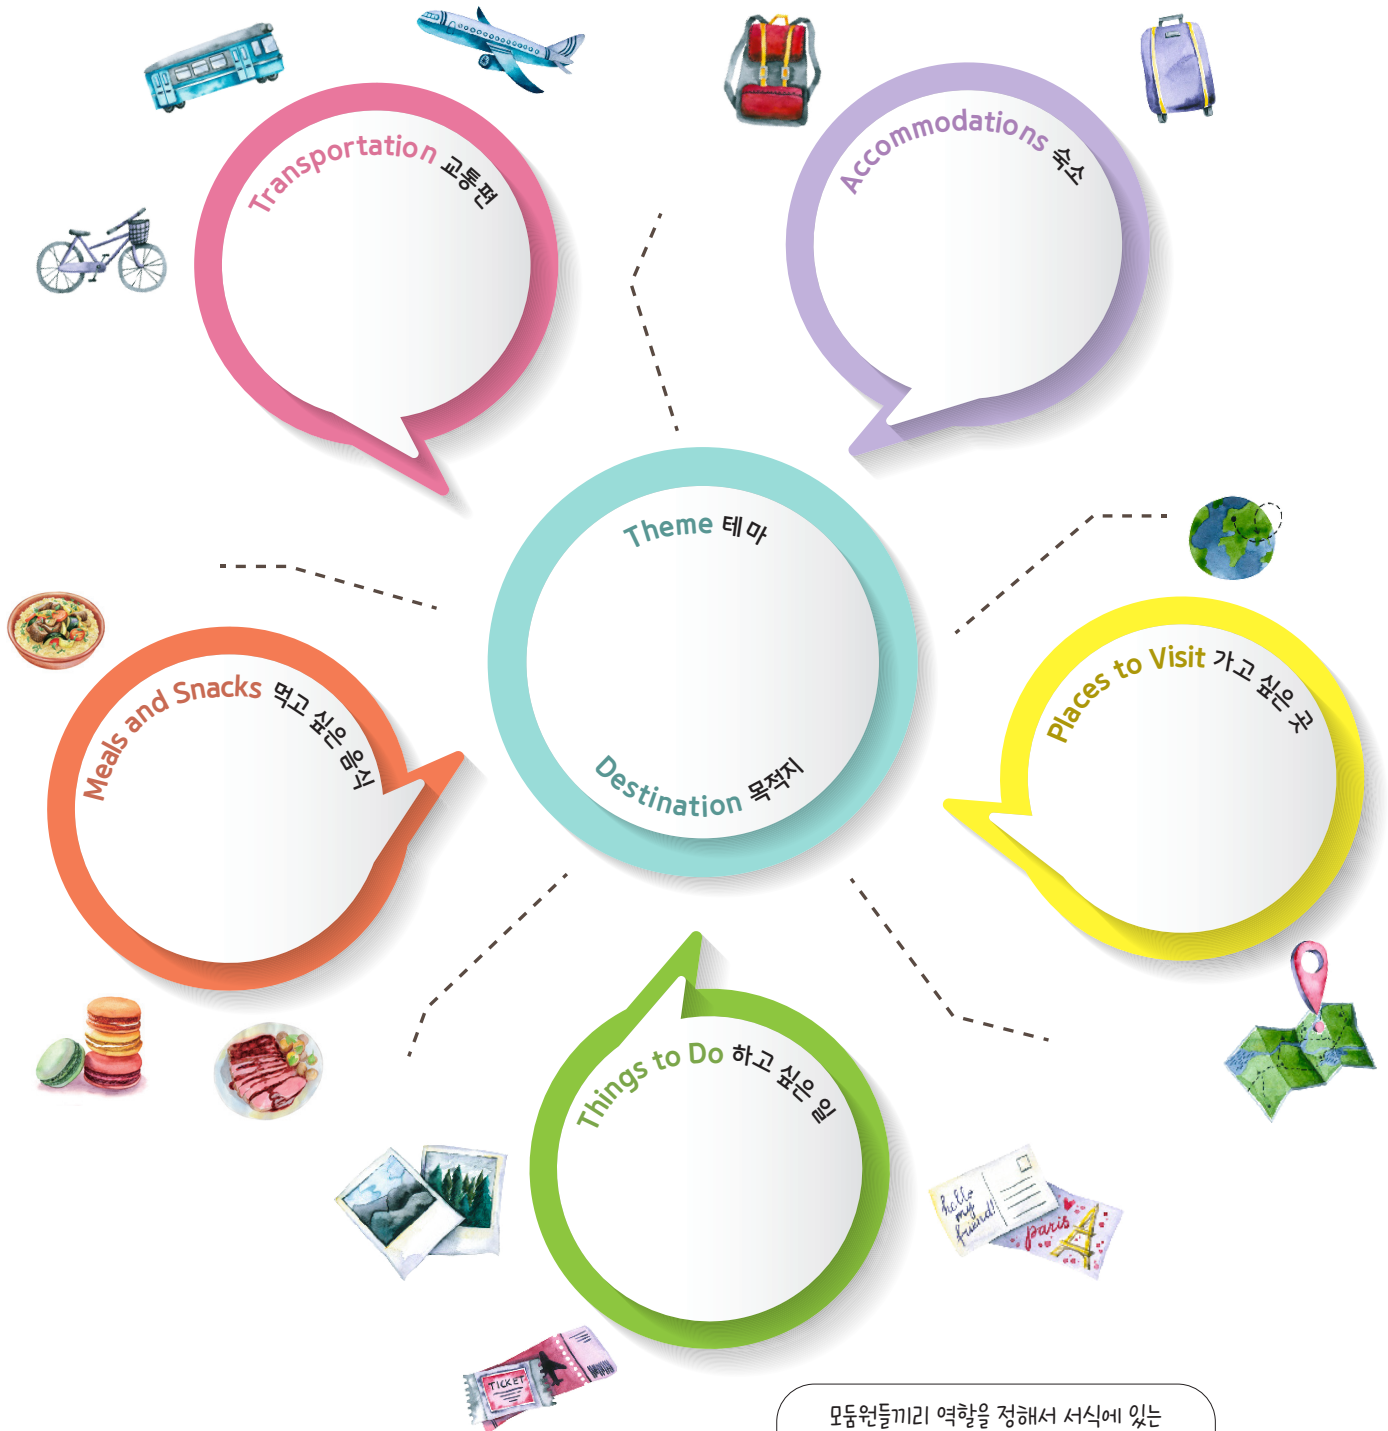 Transportation 교통편
Accommodations 숙소
Theme 테마
Destination 목적지
Meals and Snacks 먹고 싶은 음식
Places to Visit 가고 싶은 곳
Things to Do 하고 싶은 일
hello
my
friend!
paris
TICKET
모둠원들끼리 역할을 정해서 서식에 있는